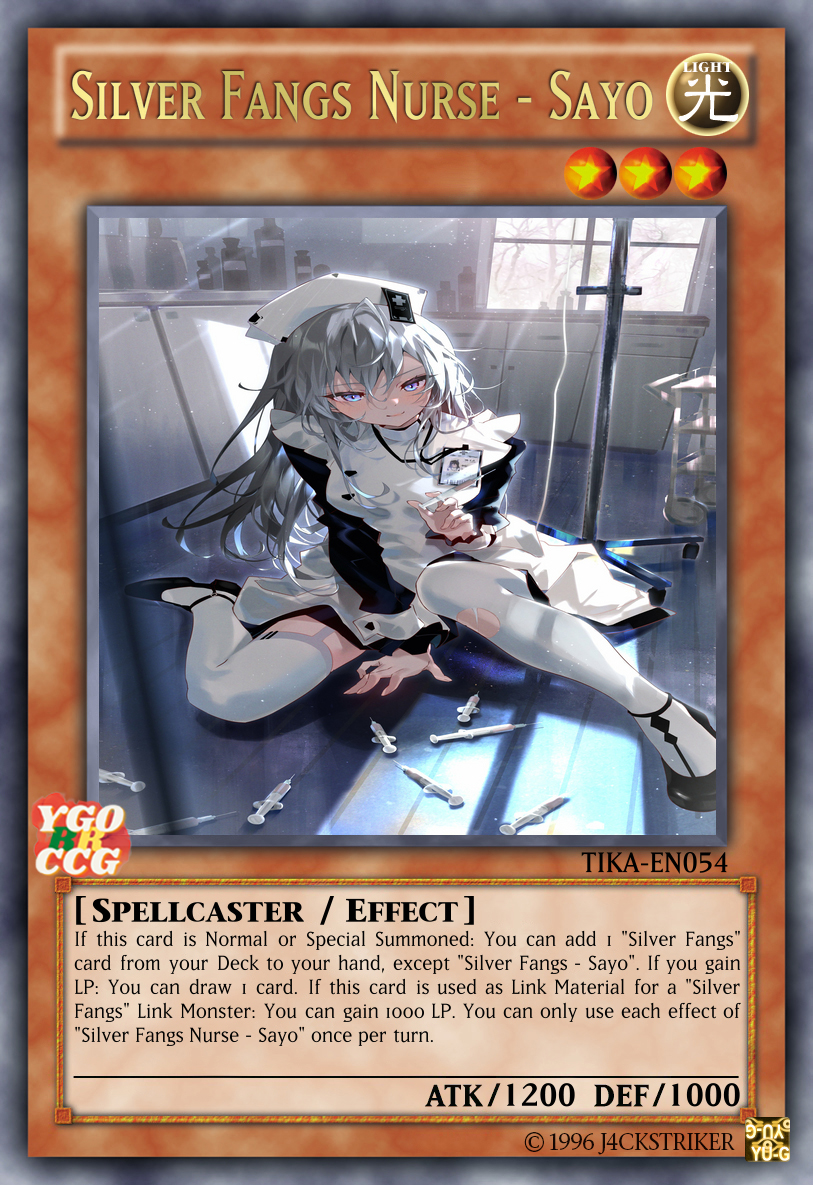 SILVER FANGS NURSE - SAYO
LIGHT
光
YGO
RR
CCG
TIKA-EN054
[ SPELLCASTER / EFFECT ]
If this card is Normal or Special Summoned: You can add 1 "Silver Fangs"
card from your Deck to your hand, except "Silver Fangs - Sayo". If you gain
LP: You can draw 1 card. If this card is used as Link Material for a "Silver
Fangs" Link Monster: You can gain 1000 LP. You can only use each effect of
"Silver Fangs Nurse - Sayo" once per turn.
ATK/1200 DEF/1000
© 1996 J4CKSTRIKER